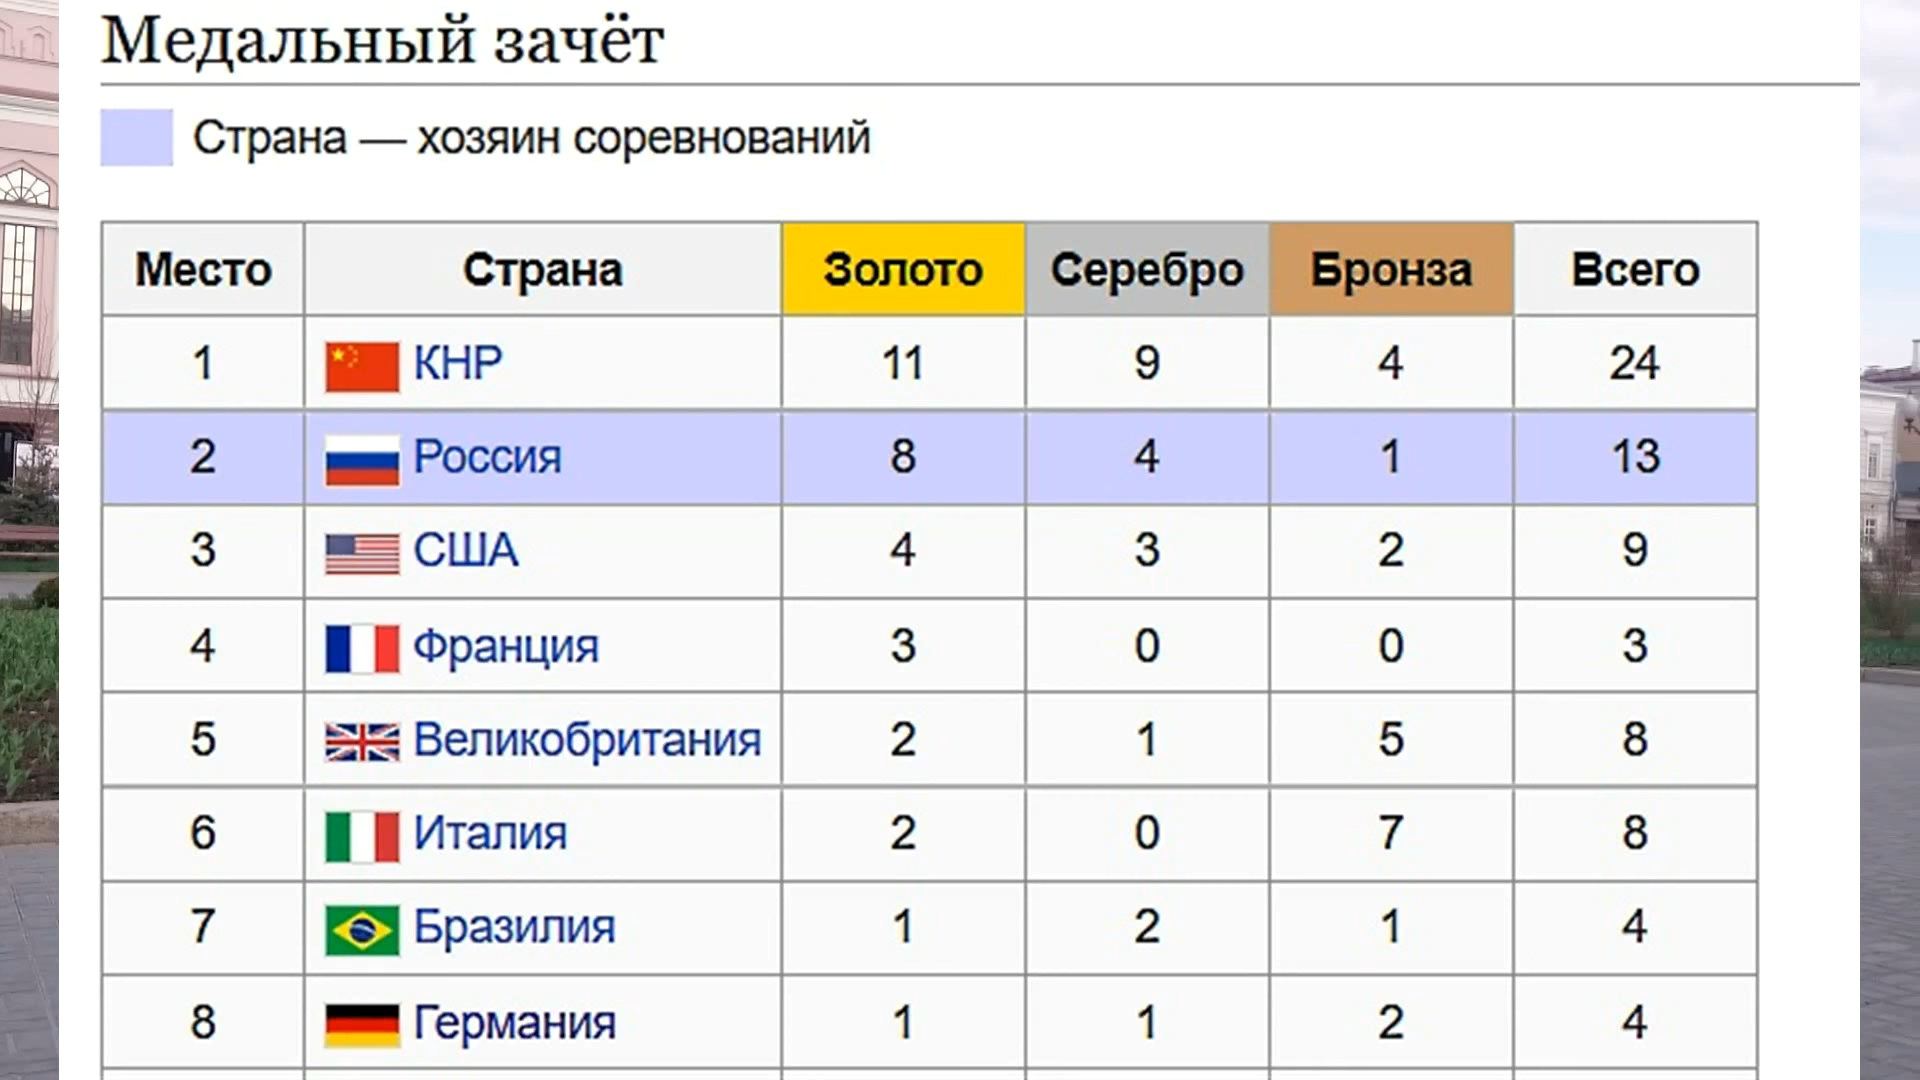 Медальный зачёт
Страна — хозяин соревнований
Место Страна Золото Серебро Бронза Всего
1 КНР 11 9 4 24
2 Россия 8 4 1 13
3 США 4 3 2 9
4 Франция 3 0 0 3
5 Великобритания 2 1 5 8
6 Италия 2 0 7 8
7 Бразилия 1 2 1 4
8 Германия 1 1 2 4